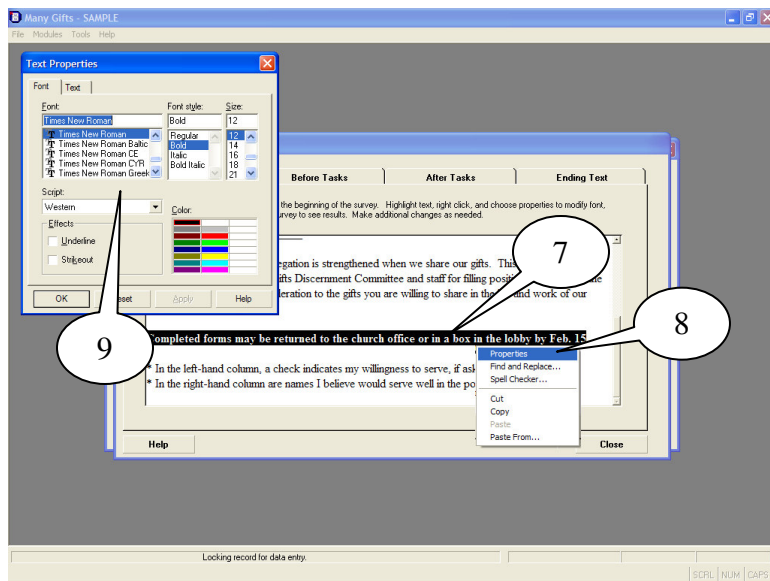 Many Gifts - SAMPLE
File Modules Tools Help
Text Properties
Font Text
Font: Font style: Size:
Times New Roman Bold 12
Times New Roman Regular 12
Times New Roman Baltic Bold 14
Times New Roman CE Italic 16
Times New Roman CYR Bold Italic 18
Times New Roman Greek 21
Script:
Western
Color:
Effects
Underline
Strikeout
OK eset Apply Help
9
Before Tasks After Tasks Ending Text
the beginning of the survey. Highlight text, right click, and choose properties to modify font,
urvey to see results. Make additional changes as needed.
7
egation is strengthened when we share our gifts. This
ifts Discernment Committee and staff for filling positi
deration to the gifts you are willing to share in the and work of our
8
Completed forms may be returned to the church office or in a box in the lobby by Feb. 15
* In the left-hand column, a check indicates my willingness to serve, if ask
* In the right-hand column are names I believe would serve well in the po
Properties
Find and Replace...
Spell Checker...
Cut
Copy
Paste
Paste From...
Help Close
Locking record for data entry.
SCRL NUM CAPS